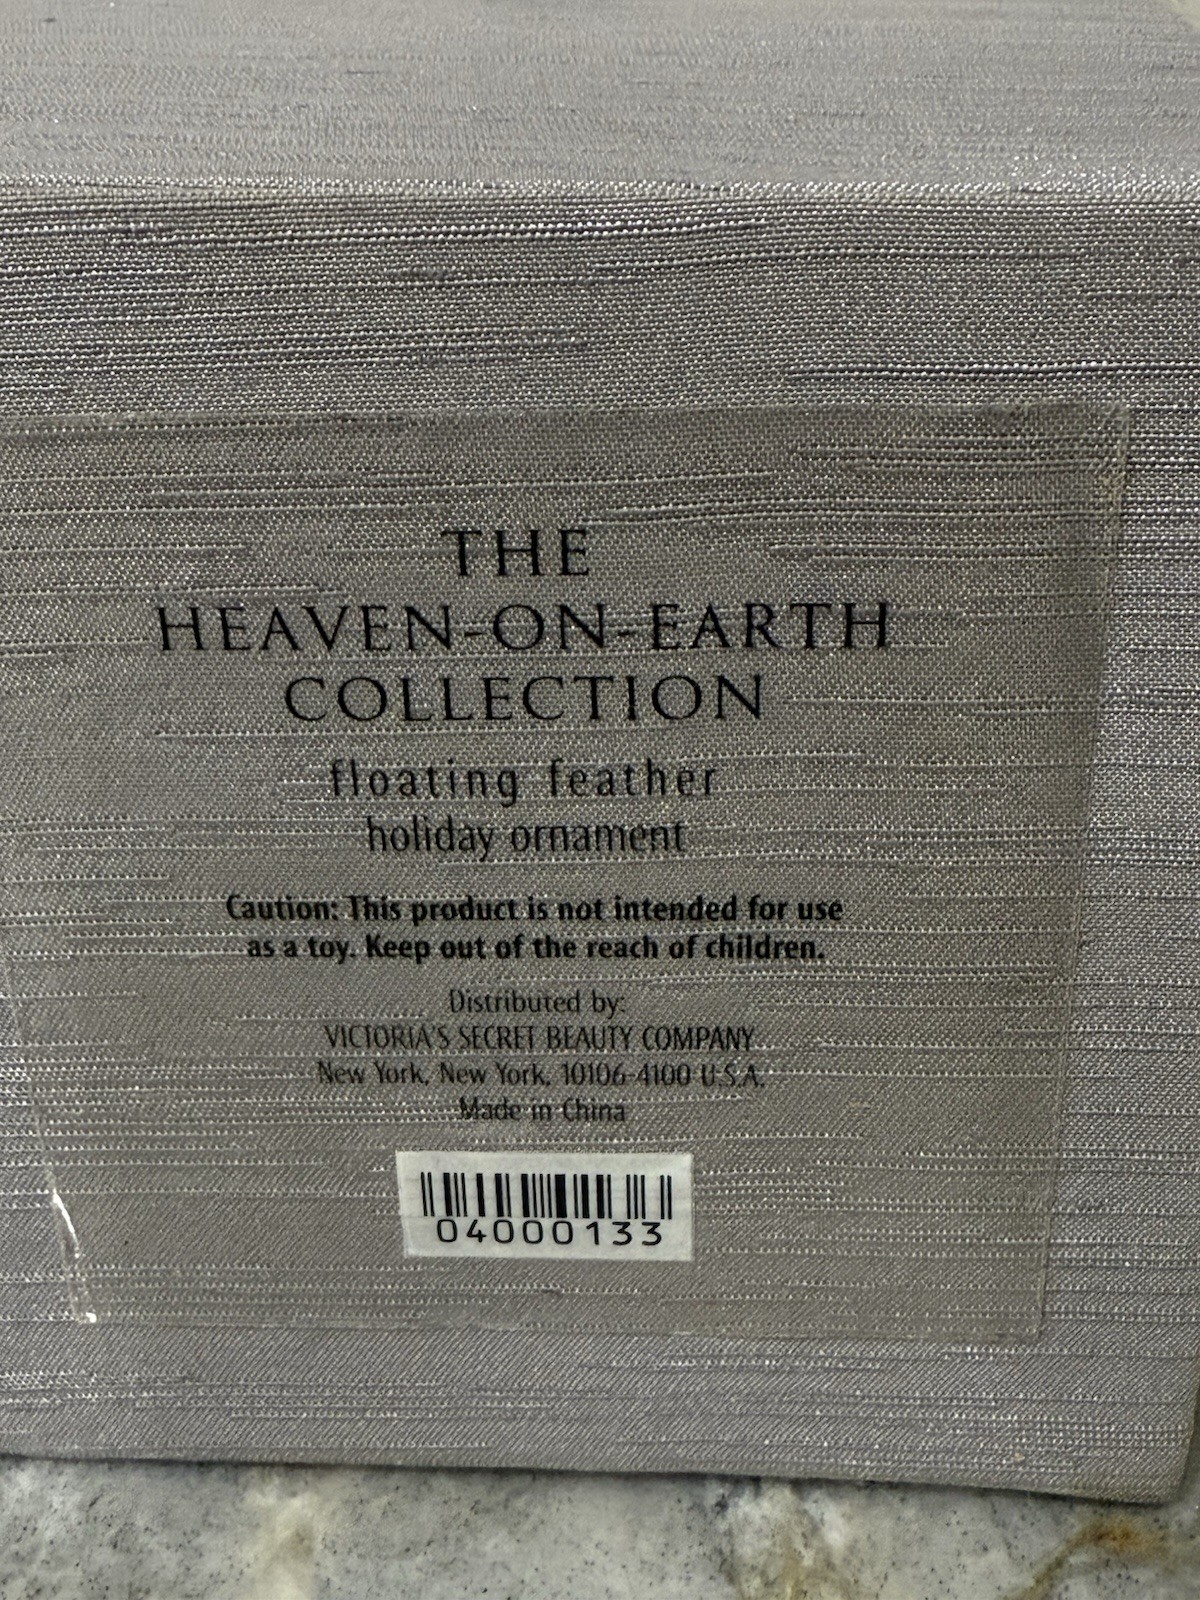 THE
HEAVEN-ON-EARTH
COLLECTION
floating feather
holiday ornament
Caution: This product is not intended for use
as a toy. Keep out of the reach of children.
Distributed by:
VICTORIA'S SECRET BEAUTY COMPANY
New York, New York, 10106-4100 U.S.A.
Made in China
04000133